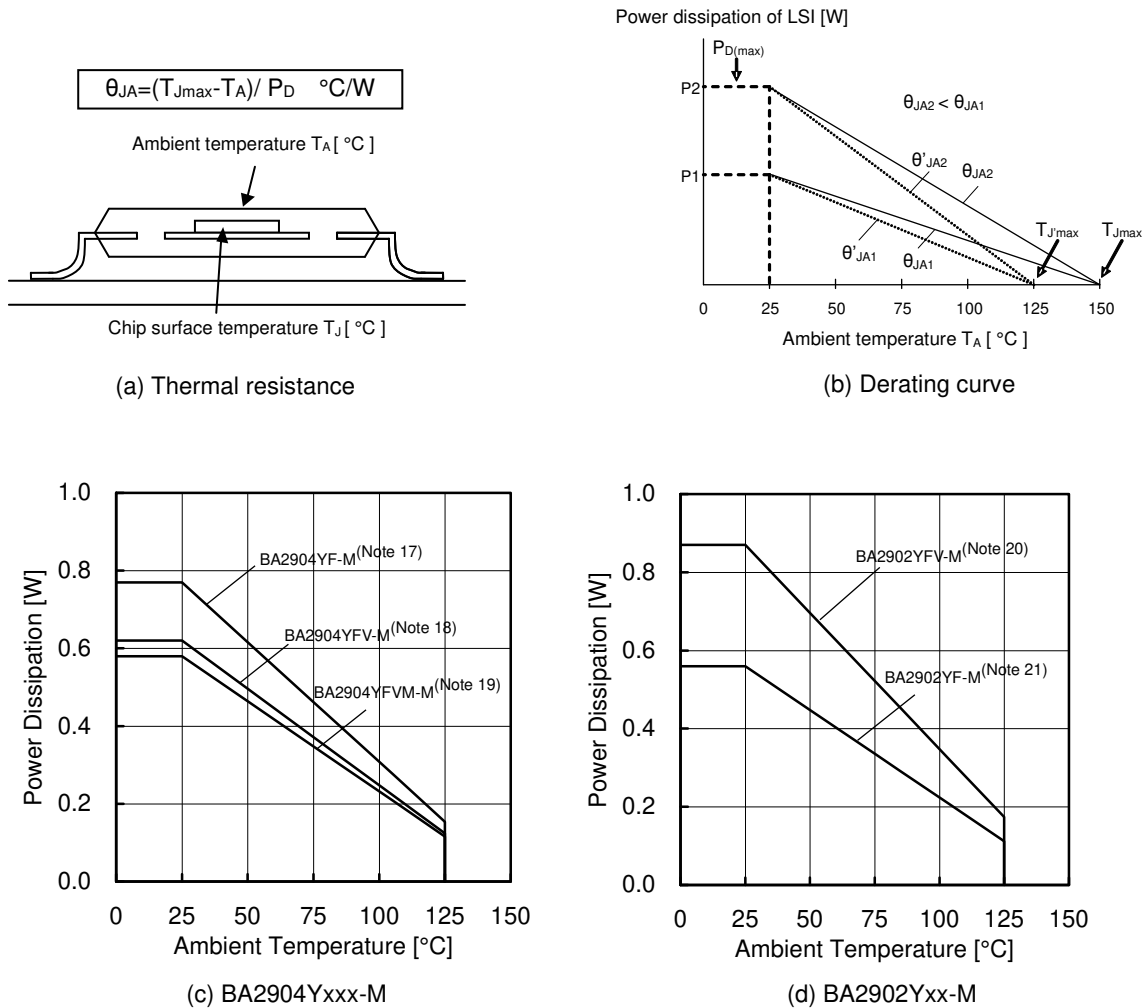 θJA=(TJmax-TA)/ PD °C/W
Ambient temperature TA [ °C ]
Chip surface temperature TJ [ °C ]
(a) Thermal resistance
Power dissipation of LSI [W]
PD(max)
P2
θJA2 < θJA1
θ'JA2
θJA2
P1
TJ'max
TJmax
θ'JA1
θJA1
0 25 50 75 100 125 150
Ambient temperature TA [ °C ]
(b) Derating curve
1.0
0.8
0.6
0.4
0.2
0.0
Power Dissipation [W]
BA2904YF-M(Note 17)
BA2904YFV-M(Note 18)
BA2904YFVM-M(Note 19)
0 25 50 75 100 125 150
Ambient Temperature [°C]
(c) BA2904Yxxx-M
1.0
0.8
0.6
0.4
0.2
0.0
Power Dissipation [W]
BA2902YFV-M(Note 20)
BA2902YF-M(Note 21)
0 25 50 75 100 125 150
Ambient Temperature [°C]
(d) BA2902Yxx-M